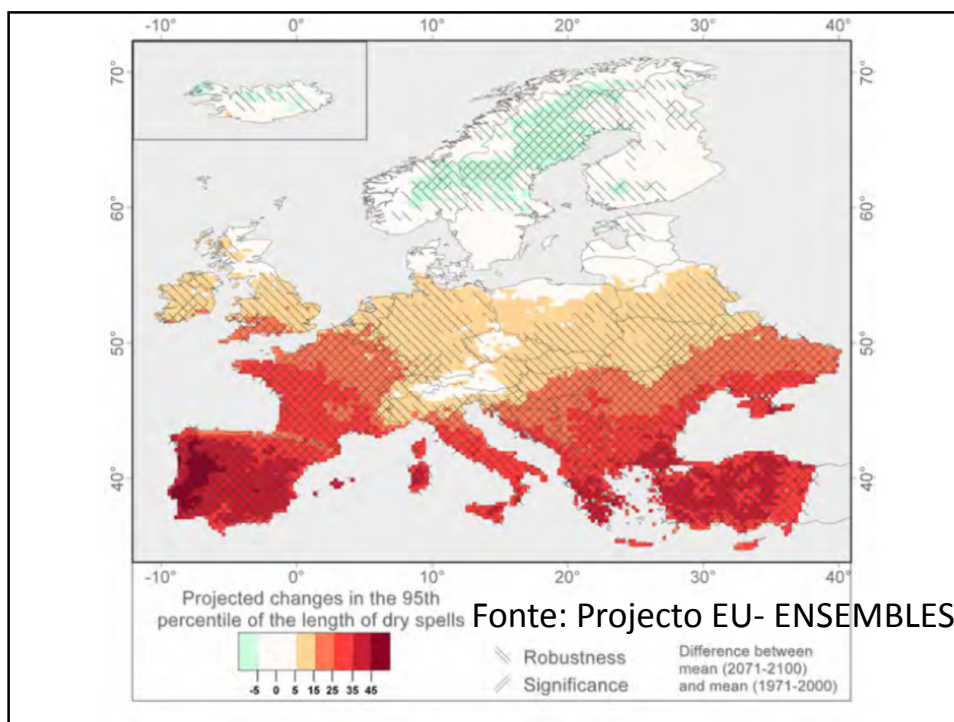 -10° 0° 10° 20° 30° 40°
70° 70°
60° 60°
50° 50°
40° 40°
-10° 0° 10° 20° 30° 40°
Projected changes in the 95th
percentile of the length of dry spells
-5 0 5 15 25 35 45
Fonte: Projecto EU- ENSEMBLES
Robustness
Significance
Difference between
mean (2071-2100)
and mean (1971-2000)